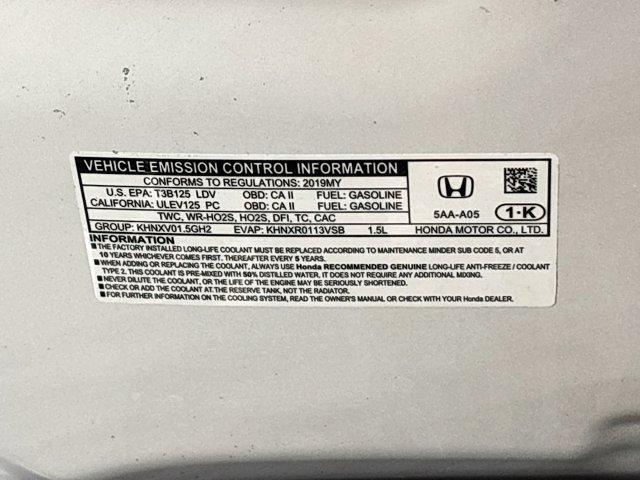 VEHICLE EMISSION CONTROL INFORMATION
CONFORMS TO REGULATIONS: 2019MY
U.S. EPA: T3B125 LDV OBD: CA II FUEL: GASOLINE
CALIFORNIA: ULEV125 PC OBD: CA II FUEL: GASOLINE
TWC, WR-HO2S, HO2S, DFI, TC, CAC
GROUP: KHNXV01.5GH2 EVAP: KHNXR0113VSB 1.5L
5AA-A05 1-K
HONDA MOTOR CO., LTD.
INFORMATION
■THE FACTORY INSTALLED LONG-LIFE COOLANT MUST BE REPLACED ACCORDING TO MAINTENANCE MINDER SUB CODE 5, OR AT
10 YEARS WHICHEVER COMES FIRST, THEREAFTER EVERY 5 YEARS.
■WHEN ADDING OR REPLACING THE COOLANT, ALWAYS USE Honda RECOMMENDED GENUINE LONG-LIFE ANTI-FREEZE / COOLANT
TYPE 2. THIS COOLANT IS PRE-MIXED WITH 50% DISTILLED WATER AND DOES NOT REQUIRE ANY ADDITIONAL MIXING.
■NEVER DILUTE THE COOLANT, OR THE LIFE OF THE ENGINE MAY BE SERIOUSLY SHORTENED.
■CHECK OR ADD THE COOLANT AT THE RESERVE TANK, NOT THE RADIATOR.
■FOR FURTHER INFORMATION ON THE COOLING SYSTEM, READ THE OWNER'S MANUAL OR CHECK WITH YOUR Honda DEALER.